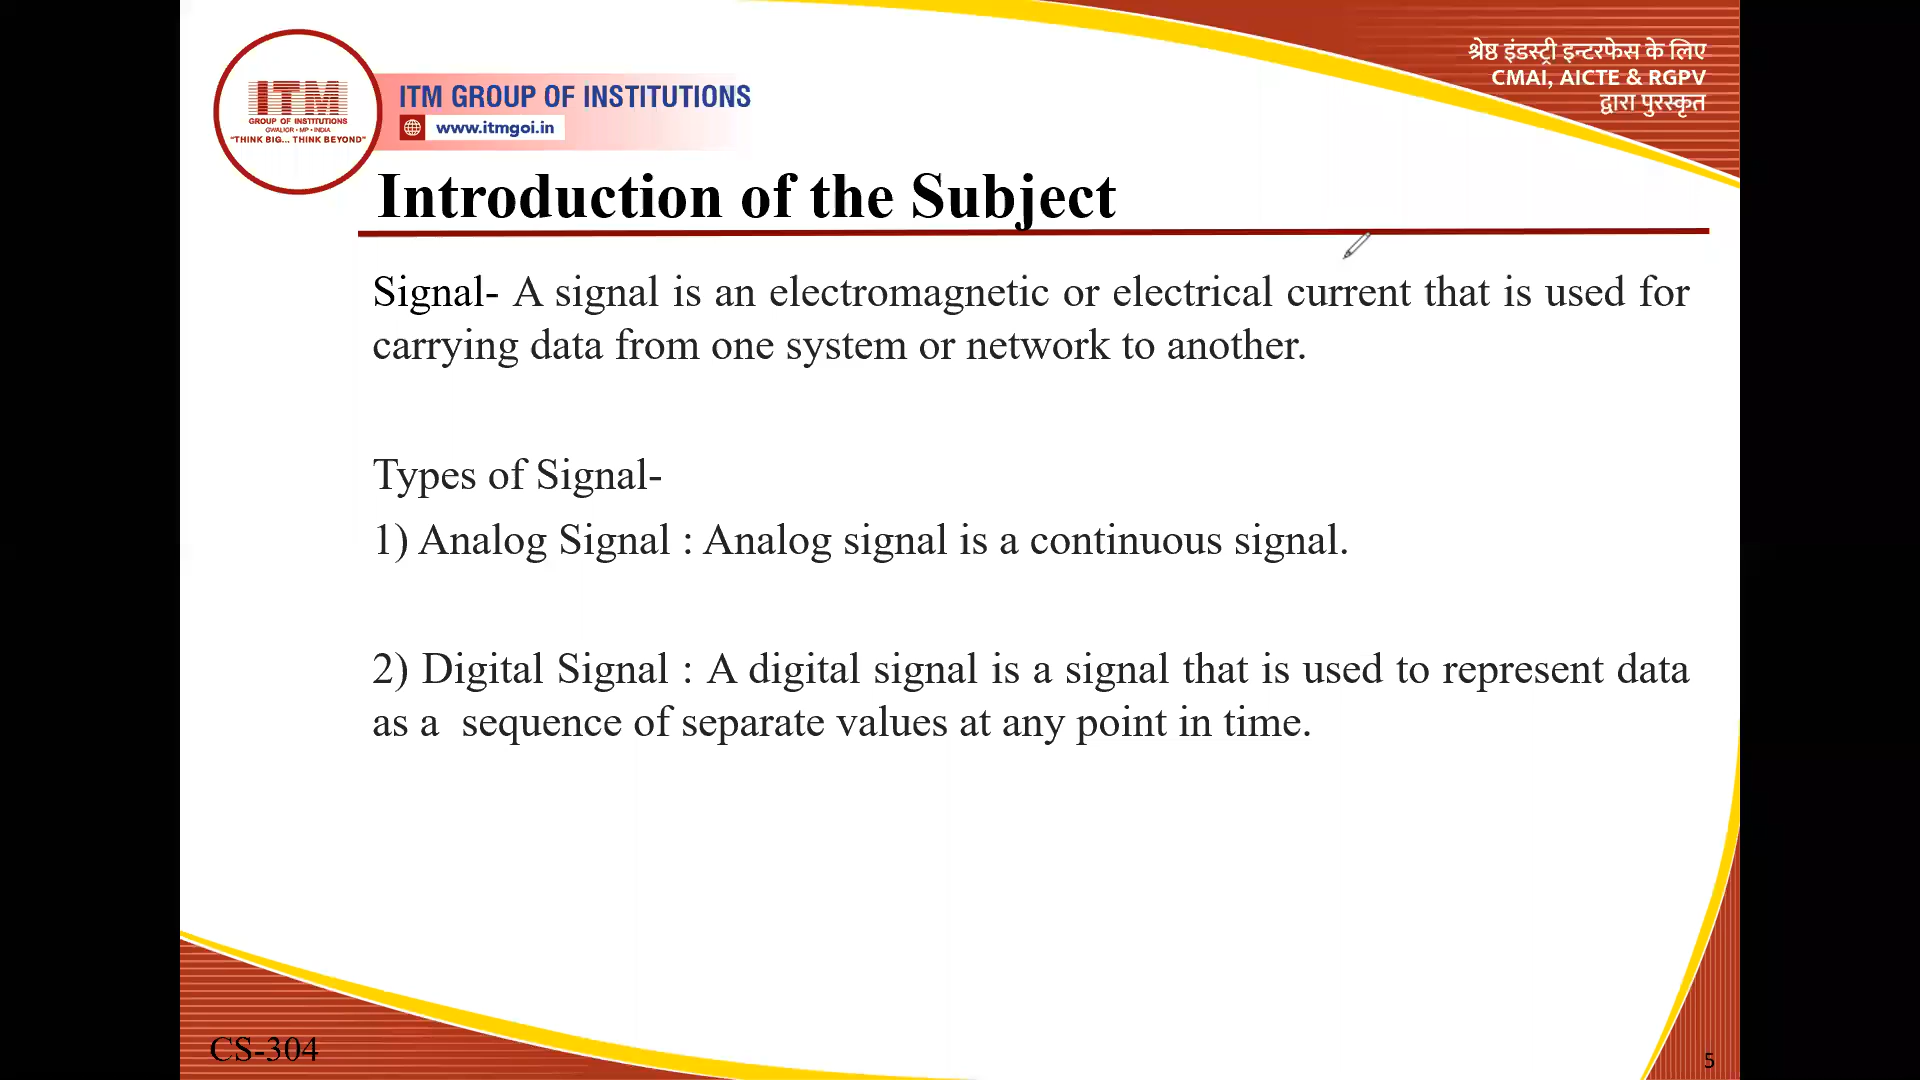 ITM
GROUP OF INSTITUTIONS
GWALIOR • MP • INDIA
"THINK BIG... THINK BEYOND"
ITM GROUP OF INSTITUTIONS
www.itmgoi.in
श्रेष्ठ इंडस्ट्री इन्टरफेस के लिए
CMAI, AICTE & RGPV
द्वारा पुरस्कृत
Introduction of the Subject
Signal- A signal is an electromagnetic or electrical current that is used for
carrying data from one system or network to another.
Types of Signal-
1) Analog Signal : Analog signal is a continuous signal.
2) Digital Signal : A digital signal is a signal that is used to represent data
as a  sequence of separate values at any point in time.
CS-304
5